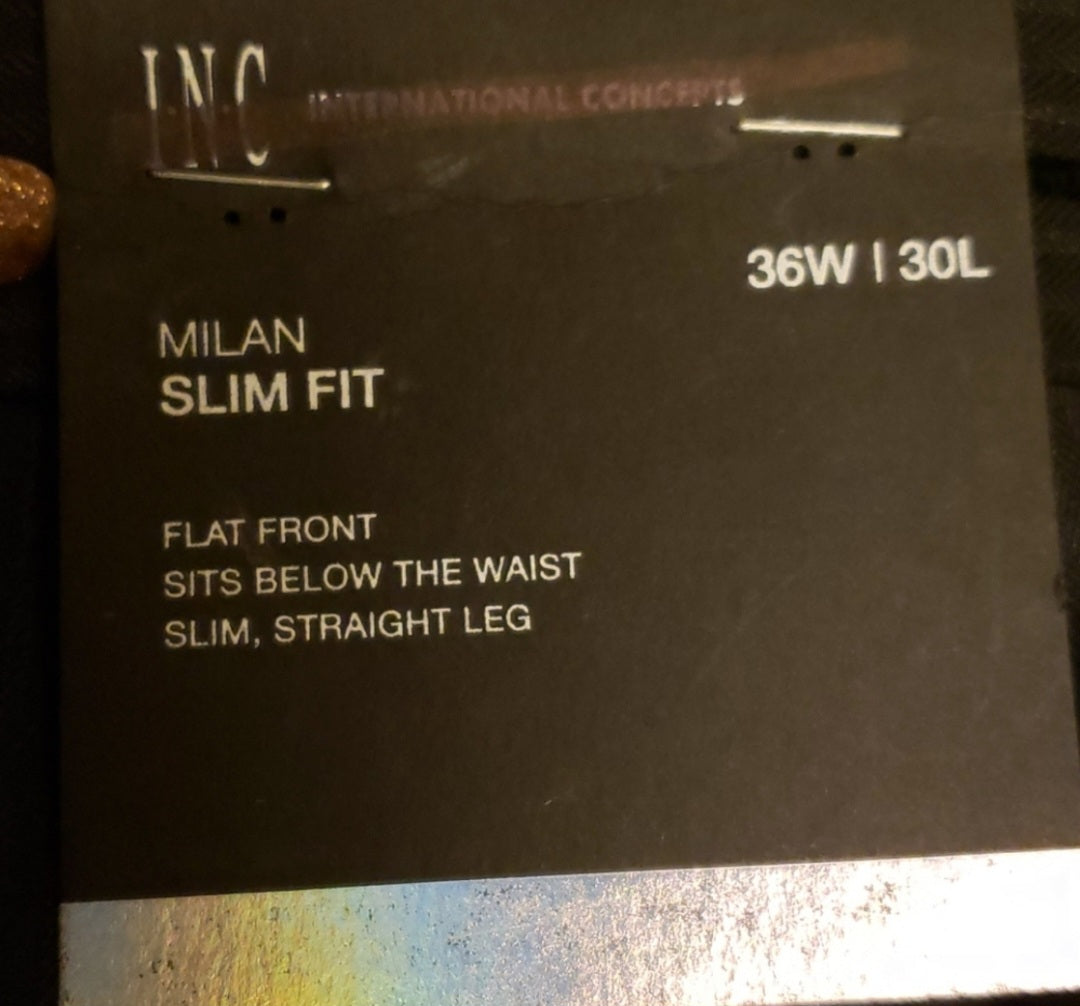 I·N·C INTERNATIONAL CONCEPTS
36W | 30L
MILAN
SLIM FIT
FLAT FRONT
SITS BELOW THE WAIST
SLIM, STRAIGHT LEG